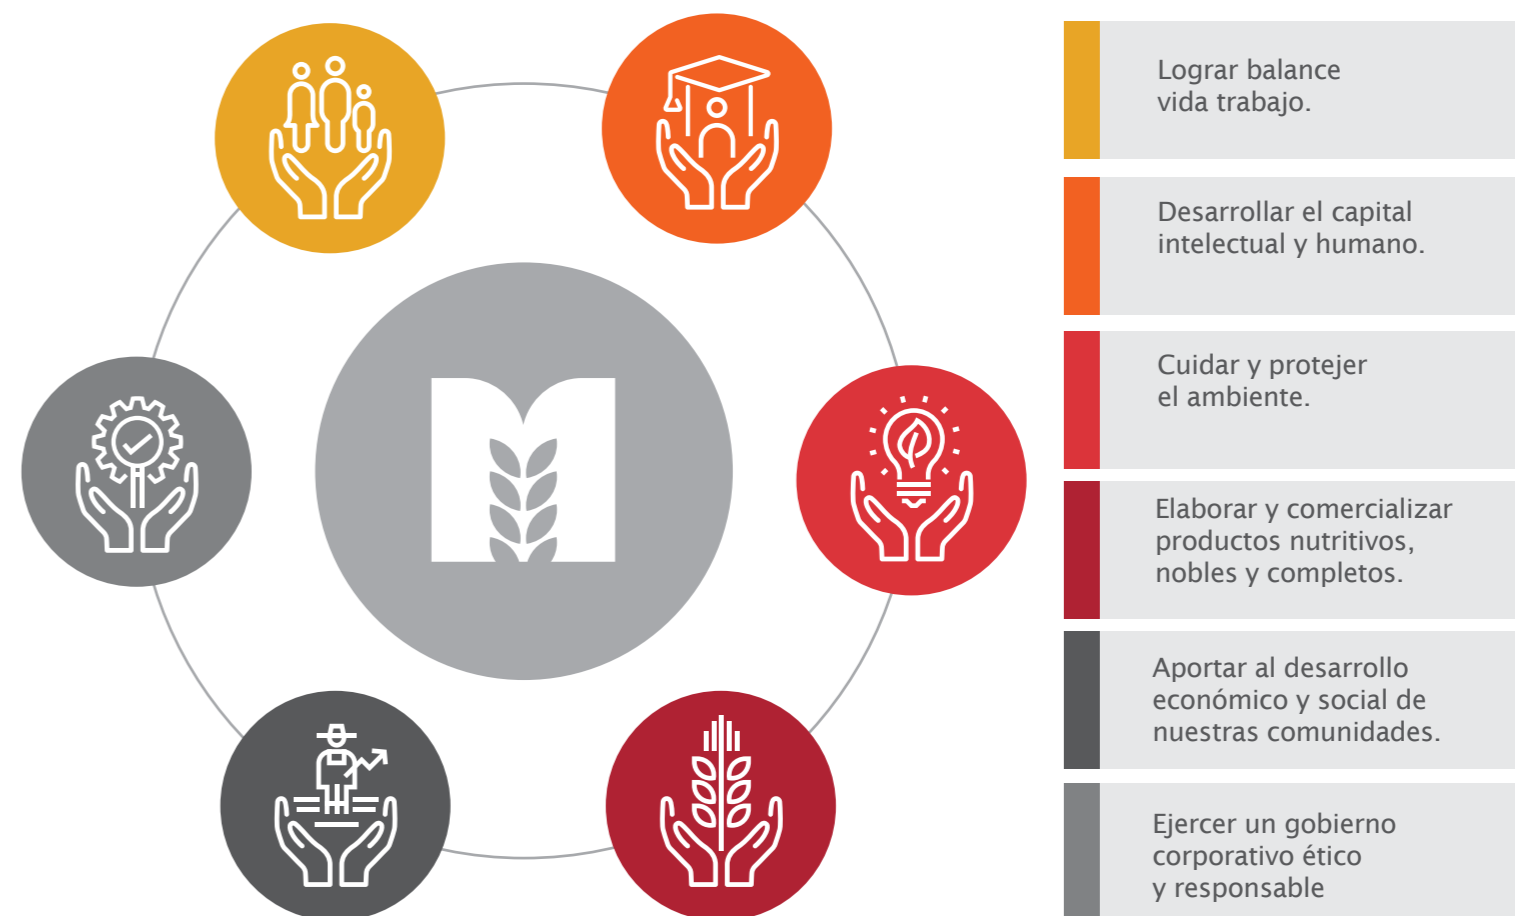 Lograr balance
vida trabajo.
Desarrollar el capital
intelectual y humano.
Cuidar y protejer
el ambiente.
Elaborar y comercializar
productos nutritivos,
nobles y completos.
Aportar al desarrollo
económico y social de
nuestras comunidades.
Ejercer un gobierno
corporativo ético
y responsable